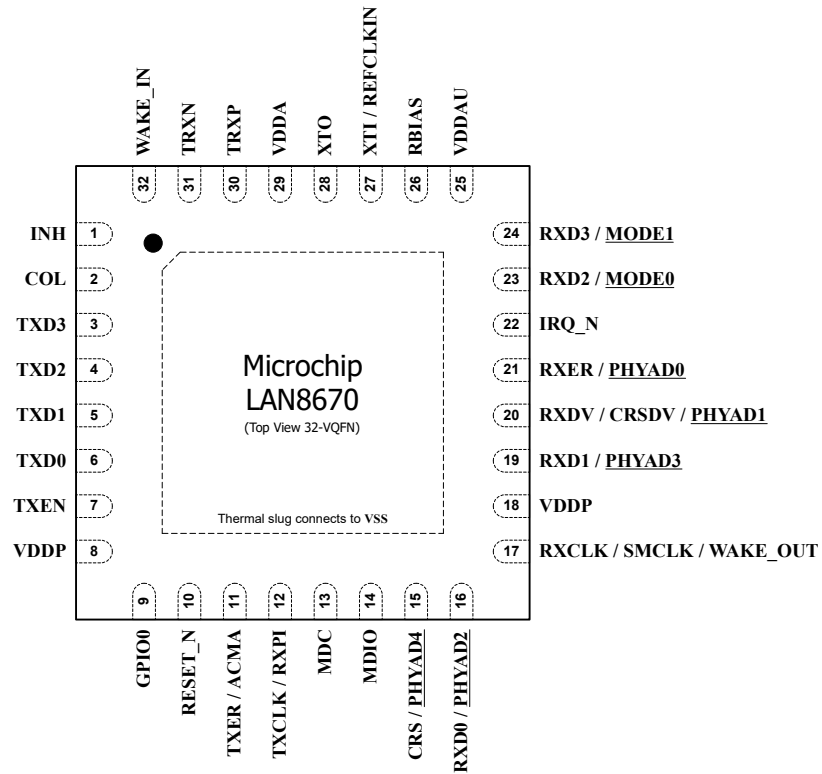 WAKE_IN
TRXN
TRXP
VDDA
XTO
XTI / REFCLKIN
RBIAS
VDDAU
32
31
30
29
28
27
26
25
INH 1
COL 2
TXD3 3
TXD2 4
TXD1 5
TXD0 6
TXEN 7
VDDP 8
Microchip
LAN8670
(Top View 32-VQFN)
Thermal slug connects to VSS
24 RXD3 / MODE1
23 RXD2 / MODE0
22 IRQ_N
21 RXER / PHYAD0
20 RXDV / CRSDV / PHYAD1
19 RXD1 / PHYAD3
18 VDDP
17 RXCLK / SMCLK / WAKE_OUT
9
10
11
12
13
14
15
16
GPIO0
RESET_N
TXER / ACMA
TXCLK / RXPI
MDC
MDIO
CRS / PHYAD4
RXD0 / PHYAD2